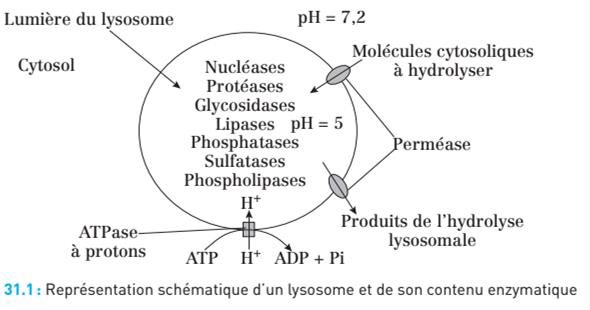 Lumière du lysosome
pH = 7,2
Molécules cytosoliques
à hydrolyser
Cytosol
Nucléases
Protéases
Glycosidases
Lipases pH = 5
Phosphatases
Sulfatases
Phospholipases
Perméase
H⁺
Produits de l'hydrolyse
lysosomale
ATPase
à protons
ATP H⁺ ADP + Pi
31.1 : Représentation schématique d'un lysosome et de son contenu enzymatique